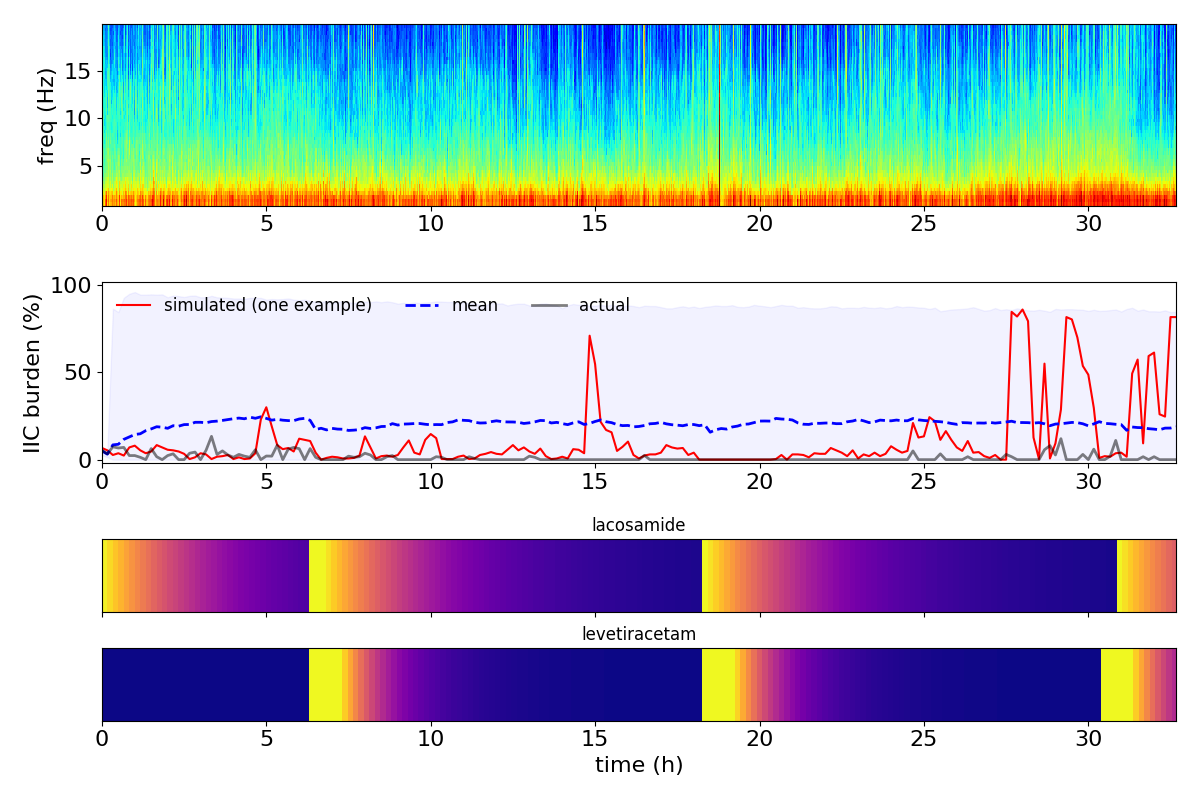 freq (Hz)
15
10
5
0 5 10 15 20 25 30
IIC burden (%)
100
50
0
simulated (one example) mean actual
0 5 10 15 20 25 30
lacosamide
levetiracetam
0 5 10 15 20 25 30
time (h)